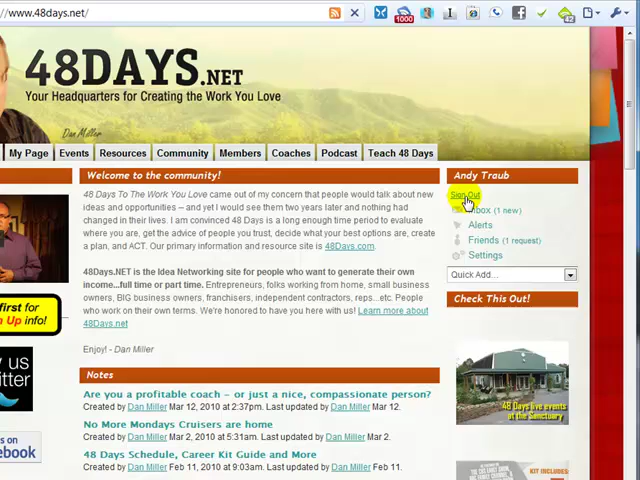 //www.48days.net/
1000
42
48DAYS.NET
Your Headquarters for Creating the Work You Love
Dan Miller
My Page Events Resources Community Members Coaches Podcast Teach 48 Days
Welcome to the community!
48 Days To The Work You Love came out of my concern that people would talk about new
ideas and opportunities – and yet I would see them two years later and nothing had
changed in their lives. I am convinced 48 Days is a long enough time period to evaluate
where you are, get the advice of people you trust, decide what your best options are, create
a plan, and ACT. Our primary information and resource site is 48Days.com.
48Days.NET is the Idea Networking site for people who want to generate their own
income...full time or part time. Entrepreneurs, folks working from home, small business
owners, BIG business owners, franchisers, independent contractors, reps...etc. People
who work on their own terms. We're honored to have you here with us! Learn more about
48Days.net
Enjoy! - Dan Miller
Notes
Are you a profitable coach – or just a nice, compassionate person?
Created by Dan Miller Mar 12, 2010 at 2:37pm. Last updated by Dan Miller Mar 12.
No More Mondays Cruisers are home
Created by Dan Miller Mar 2, 2010 at 5:31am. Last updated by Dan Miller Mar 2.
48 Days Schedule, Career Kit Guide and More
Created by Dan Miller Feb 11, 2010 at 9:03am. Last updated by Dan Miller Feb 11.
Andy Traub
Sign Out
Inbox (1 new)
Alerts
Friends (1 request)
Settings
Quick Add...
Check This Out!
48 Days live events
at the Sanctuary
KIT INCLUDES
first for
Up info!
us
itter
s on
ebook